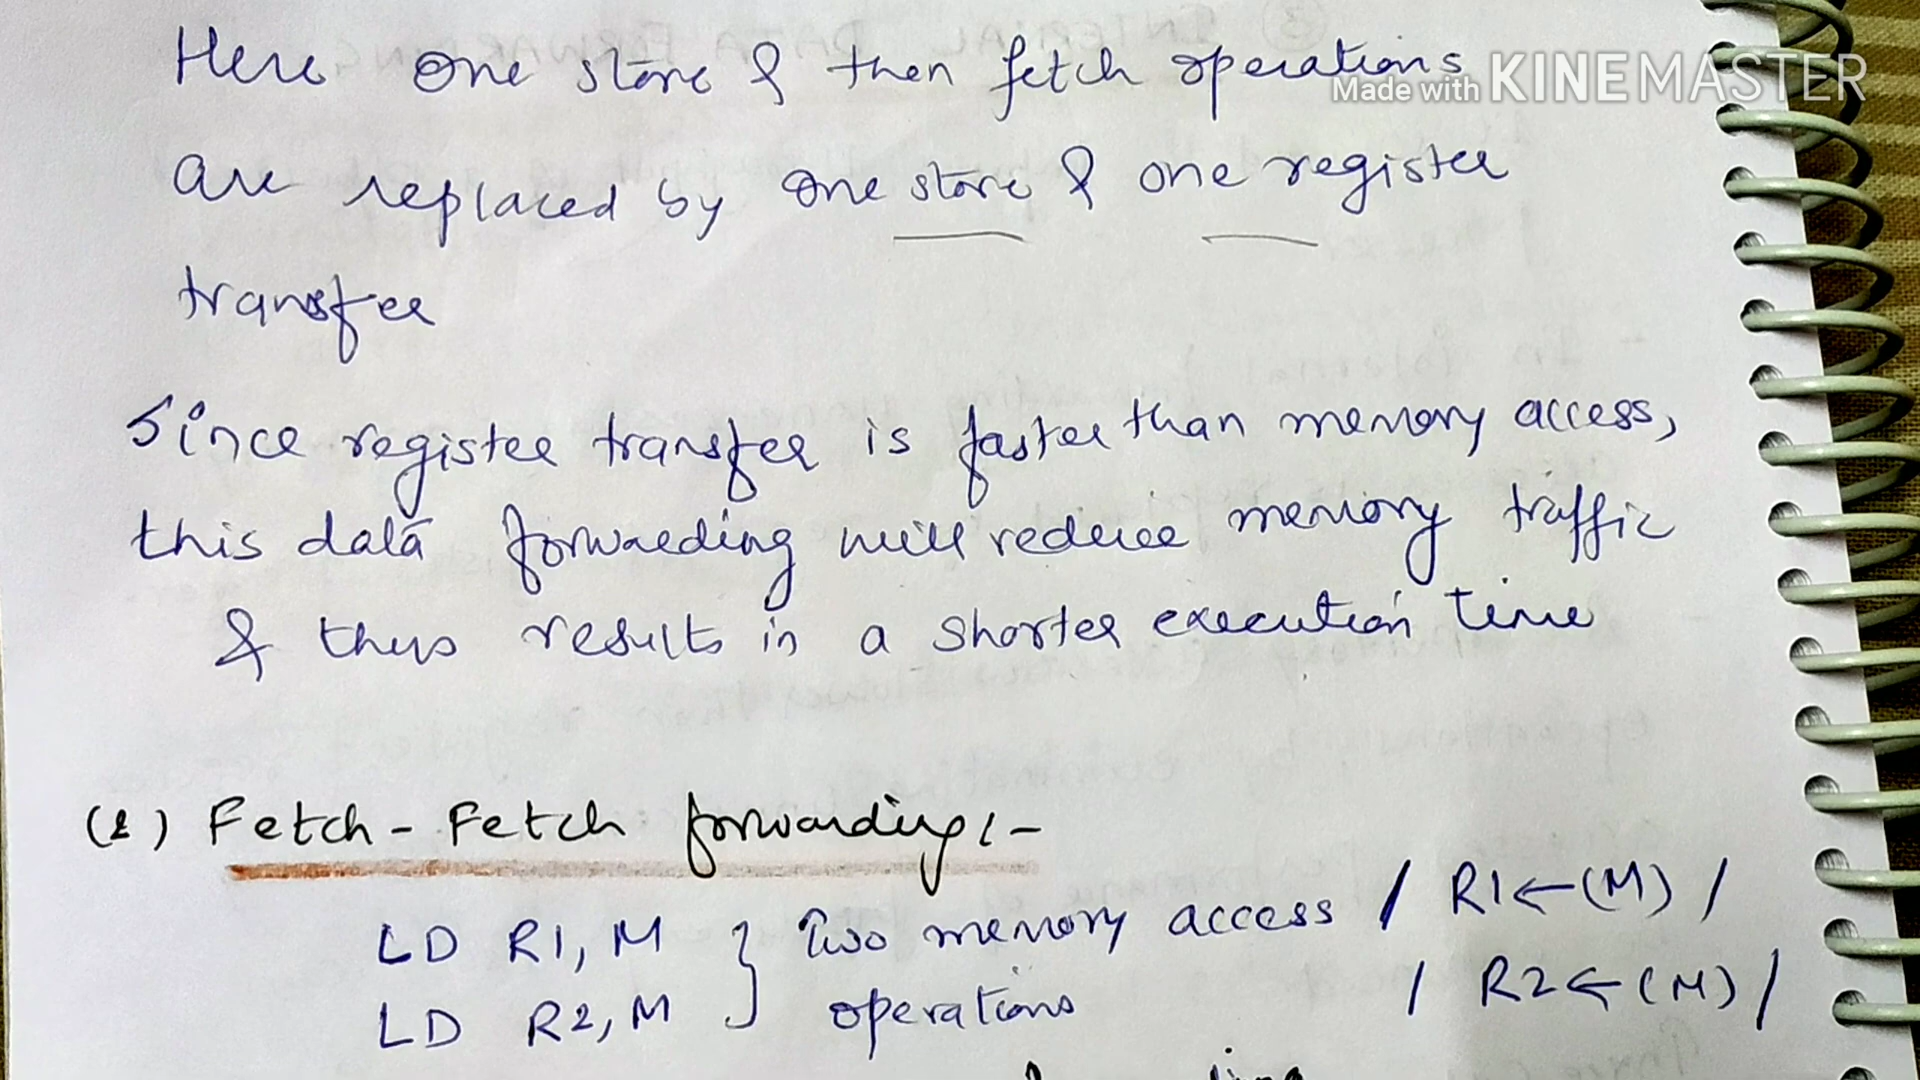 Here one store & then fetch operations
Made with KINEMASTER
are replaced by one store & one register
transfer
Since register transfer is faster than memory access,
this data forwarding will reduce memory traffic
& thus results in a shorter execution time
(2) Fetch - Fetch forwarding :-
LD R1, M } Two memory access / R1 ← (M) /
LD R2, M operations / R2 ← (M) /